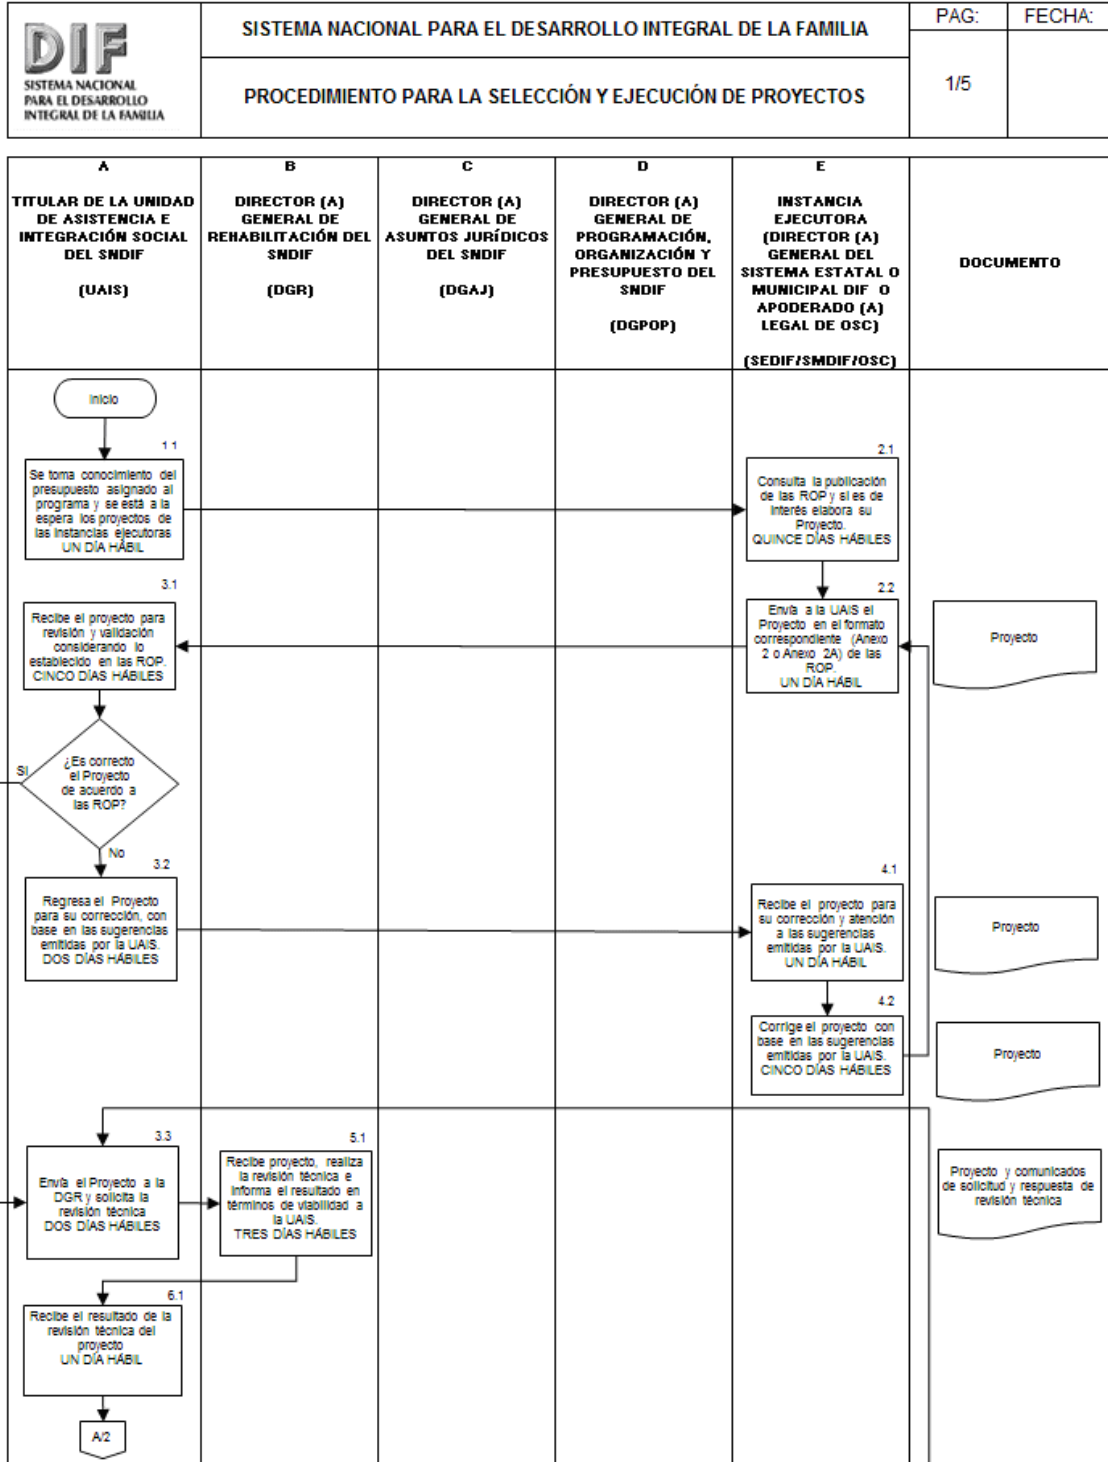 DIF
SISTEMA NACIONAL
PARA EL DESARROLLO
INTEGRAL DE LA FAMILIA
SISTEMA NACIONAL PARA EL DESARROLLO INTEGRAL DE LA FAMILIA
PROCEDIMIENTO PARA LA SELECCIÓN Y EJECUCIÓN DE PROYECTOS
PAG:
1/5
FECHA:
A
TITULAR DE LA UNIDAD
DE ASISTENCIA E
INTEGRACIÓN SOCIAL
DEL SNDIF
(UAIS)
B
DIRECTOR (A)
GENERAL DE
REHABILITACIÓN DEL
SNDIF
(DGR)
C
DIRECTOR (A)
GENERAL DE
ASUNTOS JURÍDICOS
DEL SNDIF
(DGAJ)
D
DIRECTOR (A)
GENERAL DE
PROGRAMACIÓN,
ORGANIZACIÓN Y
PRESUPUESTO DEL
SNDIF
(DGPOP)
E
INSTANCIA
EJECUTORA
(DIRECTOR (A)
GENERAL DEL
SISTEMA ESTATAL O
MUNICIPAL DIF O
APODERADO (A)
LEGAL DE OSC)
(SEDIF/SMDIF/OSC)
DOCUMENTO
Inicio
1 1
Se toma conocimiento del
presupuesto asignado al
programa y se está a la
espera los proyectos de
las instancias ejecutoras
UN DÍA HÁBIL
2.1
Consulta la publicación
de las ROP y si es de
interés elabora su
Proyecto.
QUINCE DÍAS HÁBILES
3.1
Recibe el proyecto para
revisión y validación
considerando lo
establecido en las ROP.
CINCO DÍAS HÁBILES
2.2
Envía a la UAIS el
Proyecto en el formato
correspondiente (Anexo
2 o Anexo 2A) de las
ROP.
UN DÍA HÁBIL
Proyecto
¿Es correcto
el Proyecto
de acuerdo a
las ROP?
SI
No
3.2
Regresa el Proyecto
para su corrección, con
base en las sugerencias
emitidas por la UAIS.
DOS DÍAS HÁBILES
4.1
Recibe el proyecto para
su corrección y atención
a las sugerencias
emitidas por la UAIS.
UN DÍA HÁBIL
Proyecto
4.2
Corrige el proyecto con
base en las sugerencias
emitidas por la UAIS.
CINCO DÍAS HÁBILES
Proyecto
3.3
Envía el Proyecto a la
DGR y solicita la
revisión técnica
DOS DÍAS HÁBILES
5.1
Recibe proyecto, realiza
la revisión técnica e
informa el resultado en
términos de viabilidad a
la UAIS.
TRES DÍAS HÁBILES
Proyecto y comunicados
de solicitud y respuesta de
revisión técnica
6.1
Recibe el resultado de la
revisión técnica del
proyecto
UN DÍA HÁBIL
A/2